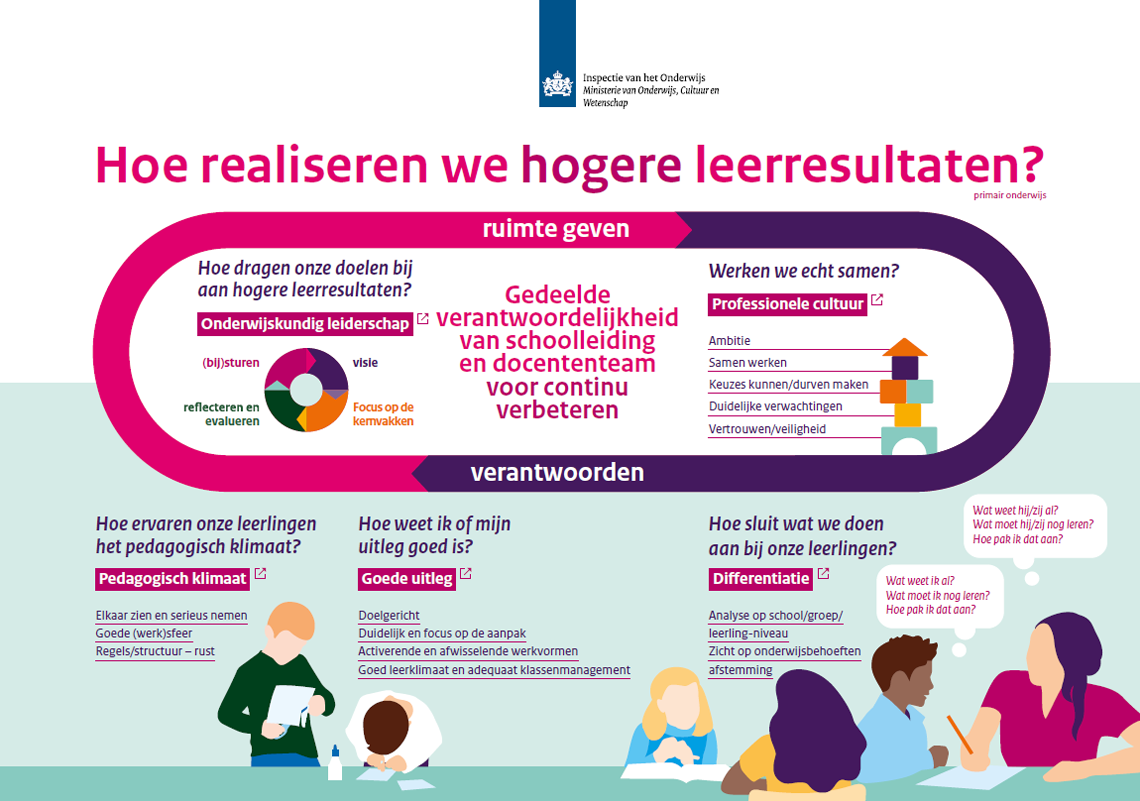 Inspectie van het Onderwijs
Ministerie van Onderwijs, Cultuur en
Wetenschap
Hoe realiseren we hogere leerresultaten?
primair onderwijs
ruimte geven
Hoe dragen onze doelen bij
aan hogere leerresultaten?
Onderwijskundig leiderschap
(bij)sturen
visie
reflecteren en
evalueren
Focus op de
kernvakken
Gedeelde
verantwoordelijkheid
van schoolleiding
en docententeam
voor continu
verbeteren
Werken we echt samen?
Professionele cultuur
Ambitie
Samen werken
Keuzes kunnen/durven maken
Duidelijke verwachtingen
Vertrouwen/veiligheid
verantwoorden
Hoe ervaren onze leerlingen
het pedagogisch klimaat?
Pedagogisch klimaat
Elkaar zien en serieus nemen
Goede (werk)sfeer
Regels/structuur – rust
Hoe weet ik of mijn
uitleg goed is?
Goede uitleg
Doelgericht
Duidelijk en focus op de aanpak
Activerende en afwisselende werkvormen
Goed leerklimaat en adequaat klassenmanagement
Hoe sluit wat we doen
aan bij onze leerlingen?
Differentiatie
Analyse op school/groep/
leerling-niveau
Zicht op onderwijsbehoeften
afstemming
Wat weet hij/zij al?
Wat moet hij/zij nog leren?
Hoe pak ik dat aan?
Wat weet ik al?
Wat moet ik nog leren?
Hoe pak ik dat aan?